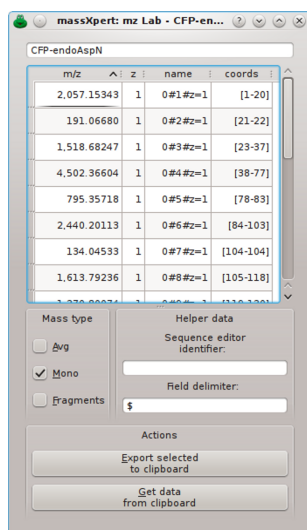 massXpert: mz Lab - CFP-en...
CFP-endoAspN
m/z z name coords
2,057.15343 1 0#1#z=1 [1-20]
191.06680 1 0#2#z=1 [21-22]
1,518.68247 1 0#3#z=1 [23-37]
4,502.36604 1 0#4#z=1 [38-77]
795.35718 1 0#5#z=1 [78-83]
2,440.20113 1 0#6#z=1 [84-103]
134.04533 1 0#7#z=1 [104-104]
1,613.79236 1 0#8#z=1 [105-118]
Mass type
Helper data
Avg
Mono
Fragments
Sequence editor
identifier:
Field delimiter:
$
Actions
Export selected
to clipboard
Get data
from clipboard